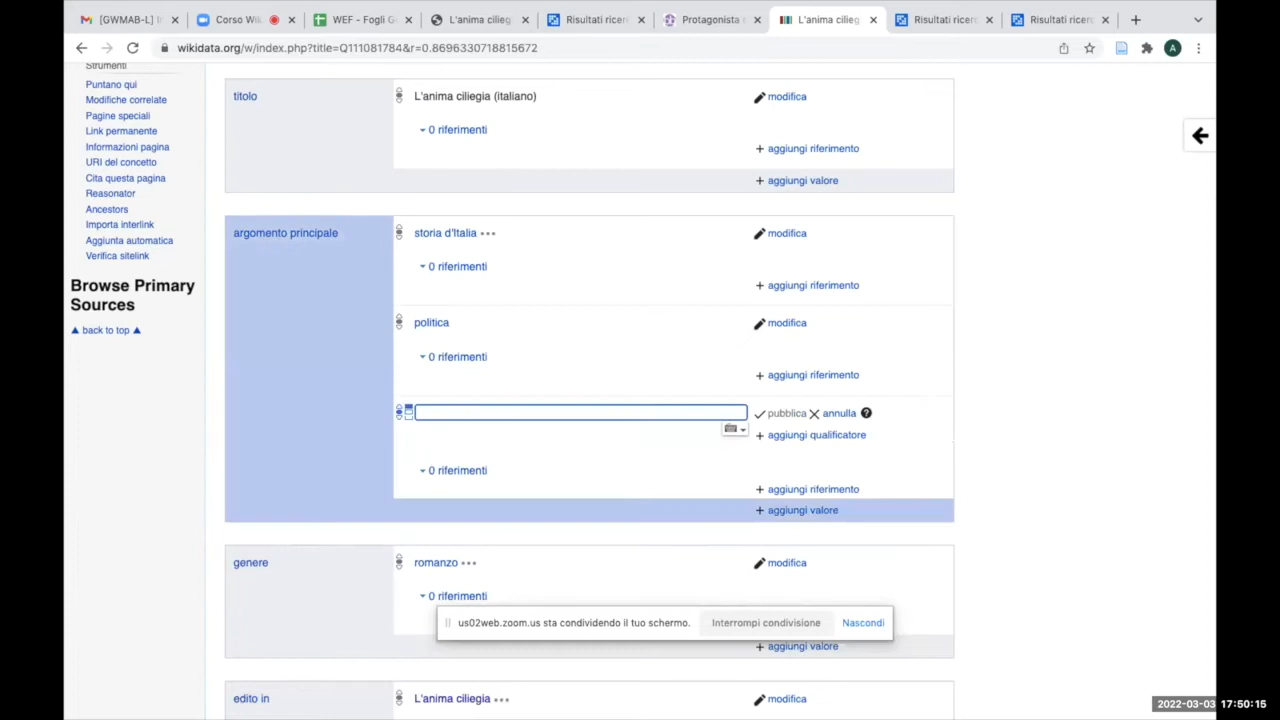 [GWMAB-L] In
Corso Wik
WEF - Fogli G
L'anima cilieg
Risultati ricer
Protagonista
L'anima cilieg
Risultati ricer
Risultati ricer
wikidata.org/w/index.php?title=Q111081784&r=0.8696330718815672
A
Strumenti
Puntano qui
Modifiche correlate
Pagine speciali
Link permanente
Informazioni pagina
URI del concetto
Cita questa pagina
Reasonator
Ancestors
Importa interlink
Aggiunta automatica
Verifica sitelink
Browse Primary
Sources
▲ back to top ▲
titolo
L'anima ciliegia (italiano)
modifica
0 riferimenti
+ aggiungi riferimento
+ aggiungi valore
argomento principale
storia d'Italia
modifica
0 riferimenti
+ aggiungi riferimento
politica
modifica
0 riferimenti
+ aggiungi riferimento
pubblica annulla
+ aggiungi qualificatore
0 riferimenti
+ aggiungi riferimento
+ aggiungi valore
genere
romanzo
modifica
0 riferimenti
us02web.zoom.us sta condividendo il tuo schermo.
Interrompi condivisione
Nascondi
+ aggiungi valore
edito in
L'anima ciliegia
modifica
2022-03-03 17:50:15